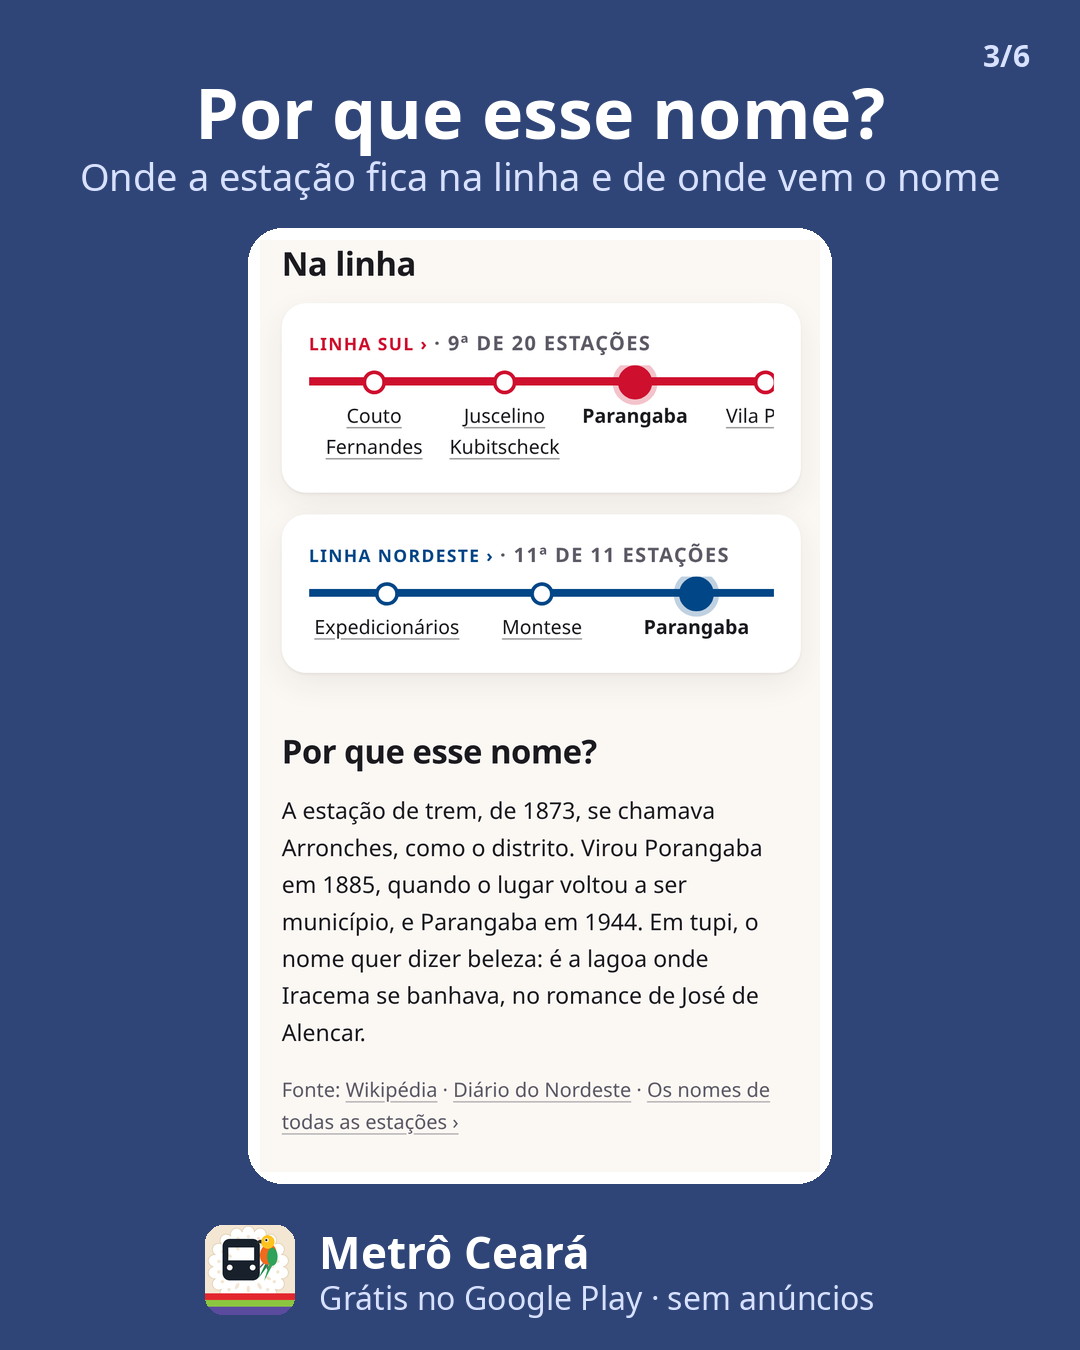 3/6
Por que esse nome?
Onde a estação fica na linha e de onde vem o nome
Na linha
LINHA SUL › · 9ª DE 20 ESTAÇÕES
Couto Fernandes
Juscelino Kubitscheck
Parangaba
Vila P
LINHA NORDESTE › · 11ª DE 11 ESTAÇÕES
Expedicionários
Montese
Parangaba
Por que esse nome?
A estação de trem, de 1873, se chamava
Arronches, como o distrito. Virou Porangaba
em 1885, quando o lugar voltou a ser
município, e Parangaba em 1944. Em tupi, o
nome quer dizer beleza: é a lagoa onde
Iracema se banhava, no romance de José de
Alencar.
Fonte: Wikipédia · Diário do Nordeste · Os nomes de
todas as estações ›
Metrô Ceará
Grátis no Google Play · sem anúncios